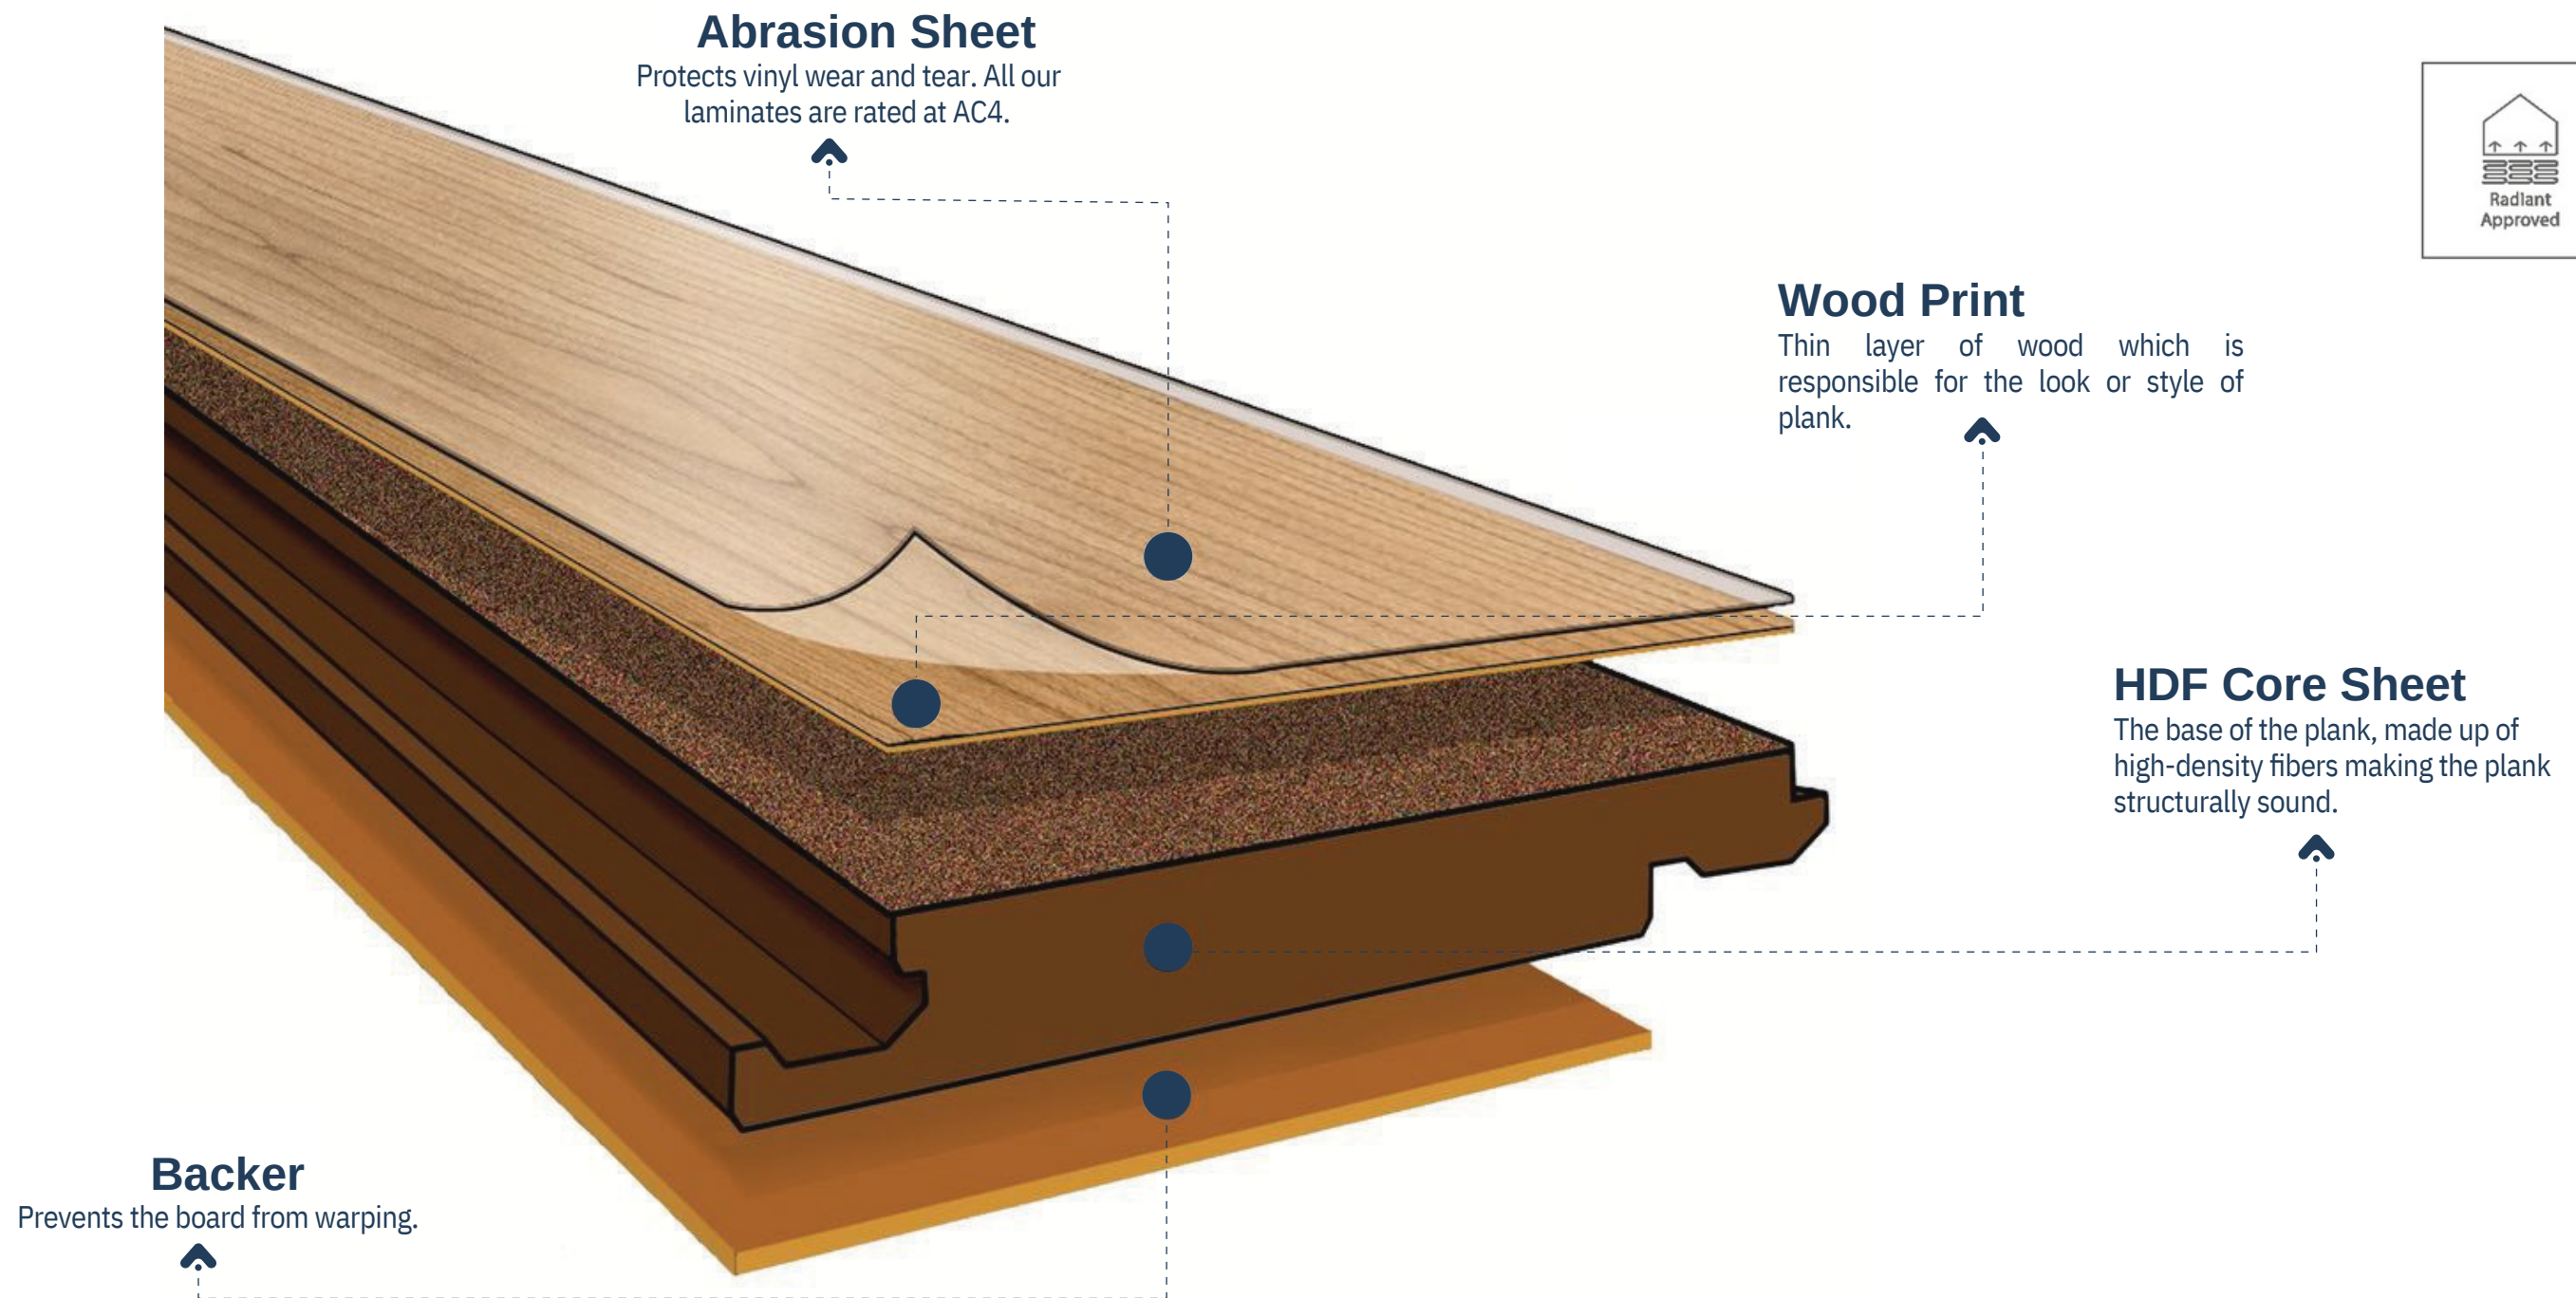 Abrasion Sheet
Protects vinyl wear and tear. All our
laminates are rated at AC4.
Radiant
Approved
Wood Print
Thin layer of wood which is
responsible for the look or style of
plank.
HDF Core Sheet
The base of the plank, made up of
high-density fibers making the plank
structurally sound.
Backer
Prevents the board from warping.